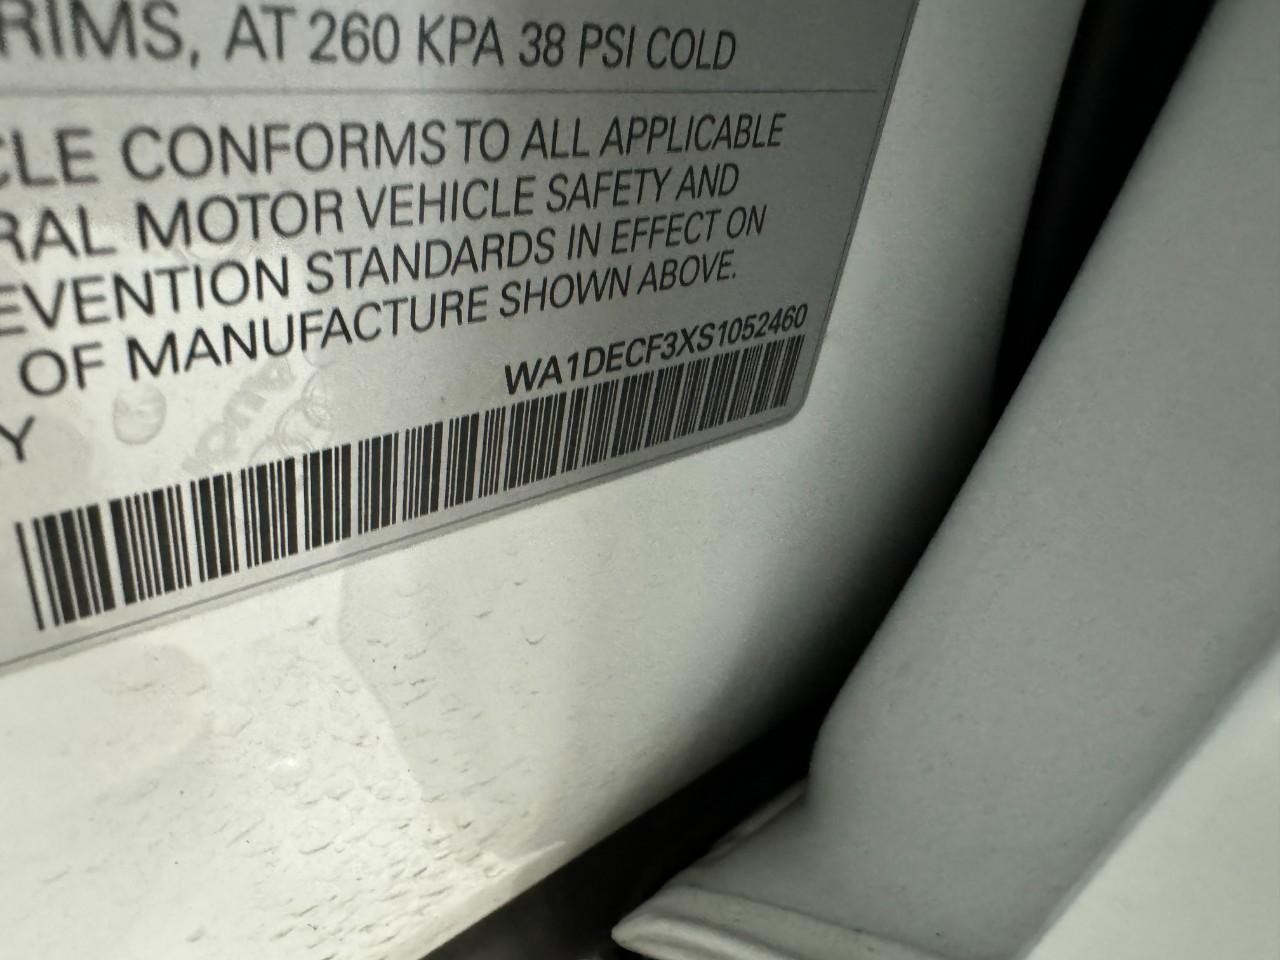 RIMS, AT 260 KPA 38 PSI COLD
CLE CONFORMS TO ALL APPLICABLE
RAL MOTOR VEHICLE SAFETY AND
EVENTION STANDARDS IN EFFECT ON
OF MANUFACTURE SHOWN ABOVE.
WA1DECF3XS1052460
Y